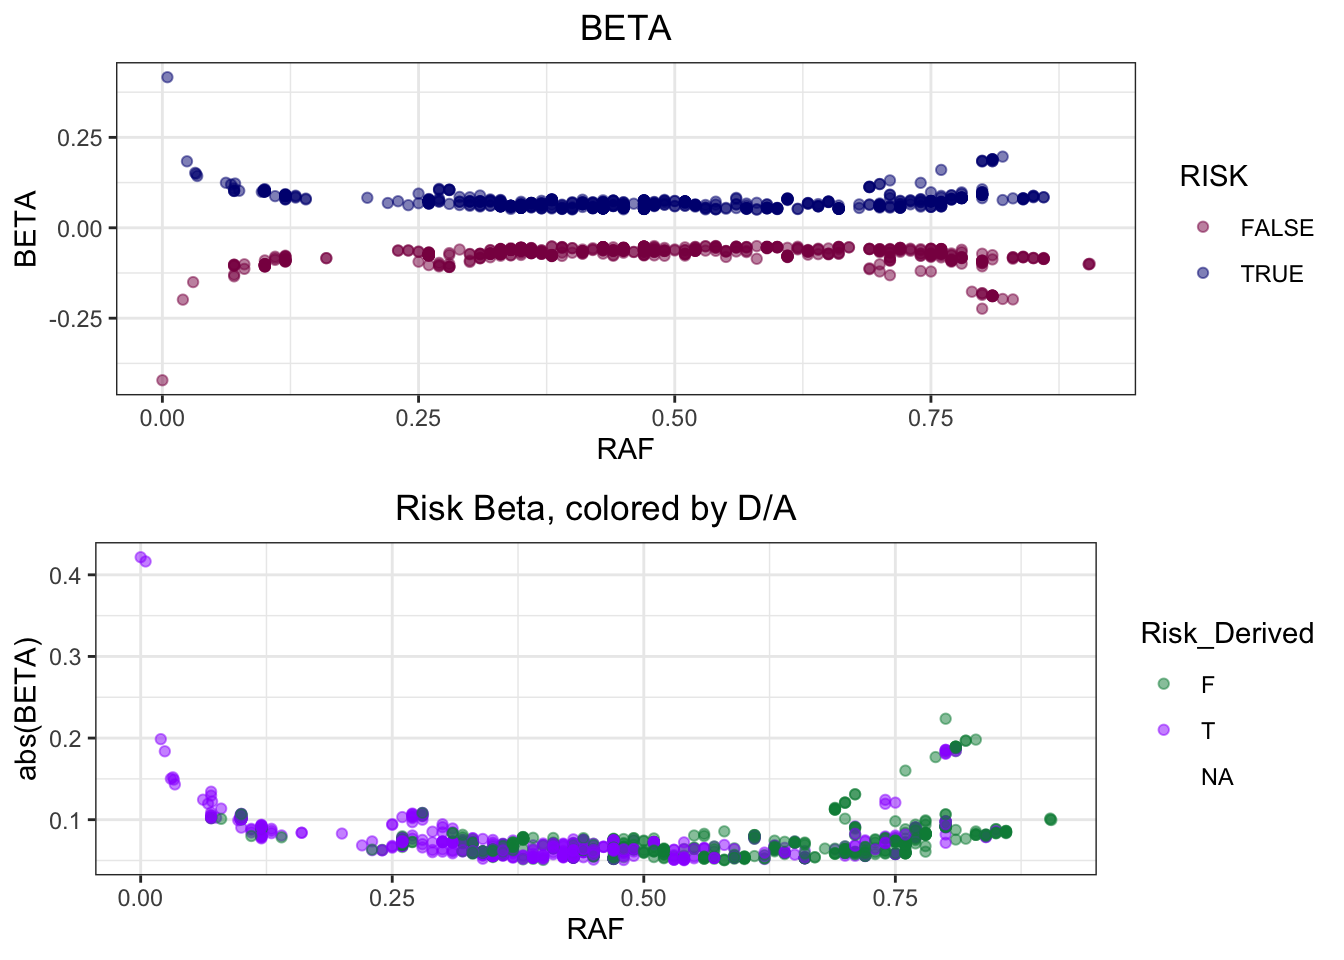 BETA
0.25
0.00
-0.25
BETA
0.00 0.25 0.50 0.75
RAF
RISK
FALSE
TRUE
Risk Beta, colored by D/A
0.4
0.3
0.2
0.1
abs(BETA)
0.00 0.25 0.50 0.75
RAF
Risk_Derived
F
T
NA